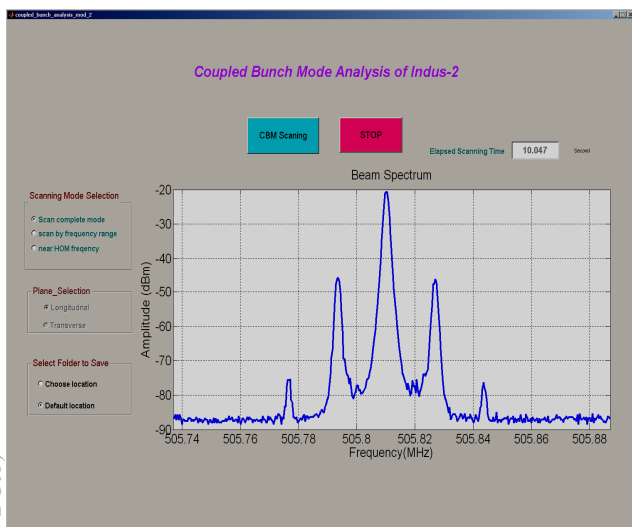 coupled_bunch_analysis_mod_2
Coupled Bunch Mode Analysis of Indus-2
CBM Scaning
STOP
Elapsed Scanning Time
10.047
Second
Scanning Mode Selection
Scan complete mode
scan by frequency range
near HOM freqency
Plane_Selection
Longitudnal
Transverse
Select Folder to Save
Choose location
Default location
Beam Spectrum
Amplitude (dBm)
-20
-30
-40
-50
-60
-70
-80
-90
505.74 505.76 505.78 505.8 505.82 505.84 505.86 505.88
Frequency(MHz)